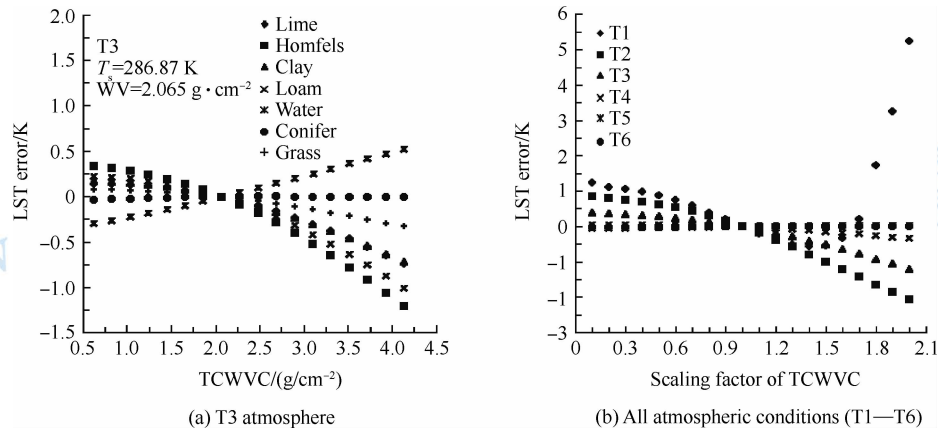 2.0
1.5
1.0
0.5
0
−0.5
−1.0
−1.5
LST error/K
T3
Ts=286.87 K
WV=2.065 g · cm−2
Lime
Homfels
Clay
Loam
Water
Conifer
Grass
0.5 1.0 1.5 2.0 2.5 3.0 3.5 4.0 4.5
TCWVC/(g/cm−2)
(a) T3 atmosphere
6
5
4
3
2
1
0
-1
-1
-3
LST error/K
T1
T2
T3
T4
T5
T6
0 0.3 0.6 0.9 1.2 1.5 1.8 2.1
Scaling factor of TCWVC
(b) All atmospheric conditions (T1—T6)